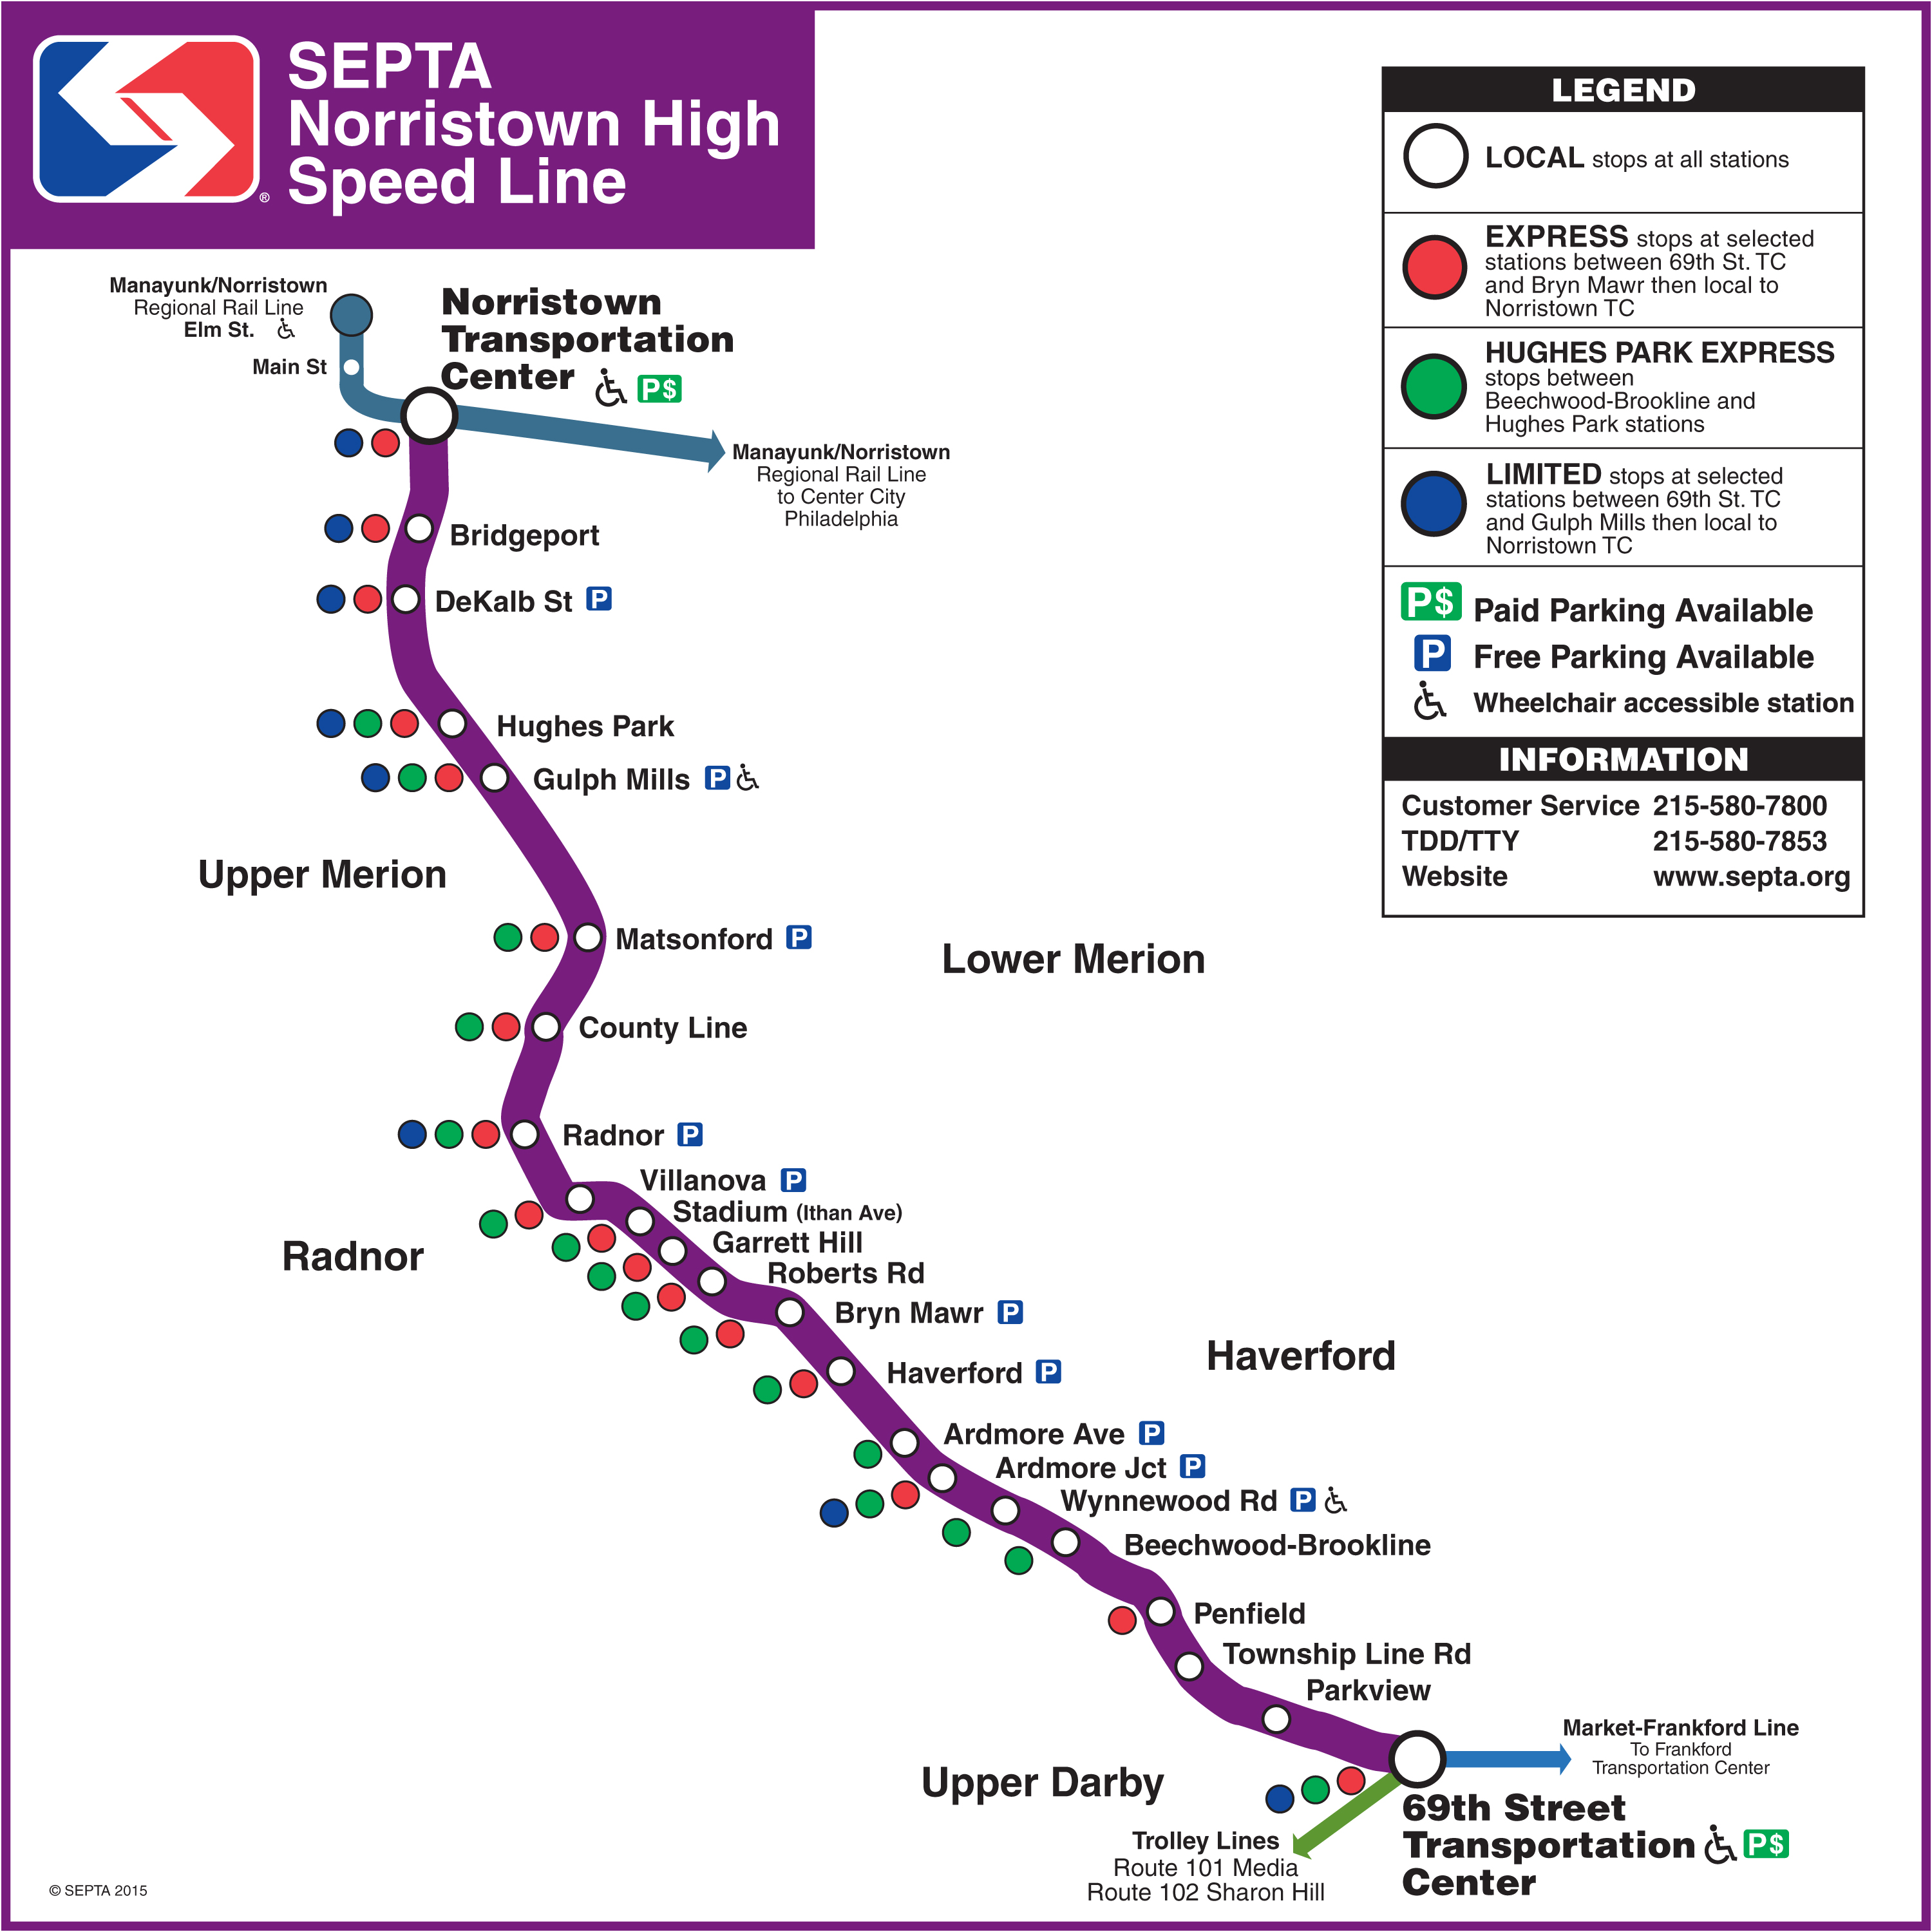 SEPTA
Norristown High
Speed Line
®
LEGEND
LOCAL stops at all stations
EXPRESS stops at selected
stations between 69th St. TC
and Bryn Mawr then local to
Norristown TC
HUGHES PARK EXPRESS
stops between
Beechwood-Brookline and
Hughes Park stations
LIMITED stops at selected
stations between 69th St. TC
and Gulph Mills then local to
Norristown TC
P$ Paid Parking Available
P Free Parking Available
Wheelchair accessible station
INFORMATION
Customer Service 215-580-7800
TDD/TTY 215-580-7853
Website www.septa.org
Manayunk/Norristown
Regional Rail Line
Elm St.
Main St
Norristown
Transportation
Center P$
Manayunk/Norristown
Regional Rail Line
to Center City
Philadelphia
Bridgeport
DeKalb St P
Hughes Park
Gulph Mills P
Upper Merion
Matsonford P
Lower Merion
County Line
Radnor P
Villanova P
Stadium (Ithan Ave)
Garrett Hill
Radnor
Roberts Rd
Bryn Mawr P
Haverford
Haverford P
Ardmore Ave P
Ardmore Jct P
Wynnewood Rd P
Beechwood-Brookline
Penfield
Township Line Rd
Parkview
Market-Frankford Line
To Frankford
Transportation Center
Upper Darby
69th Street
Transportation P$
Center
Trolley Lines
Route 101 Media
Route 102 Sharon Hill
© SEPTA 2015